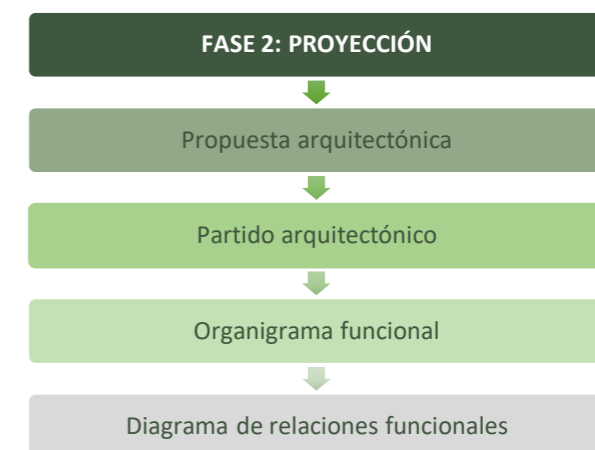 FASE 2: PROYECCIÓN
Propuesta arquitectónica
Partido arquitectónico
Organigrama funcional
Diagrama de relaciones funcionales